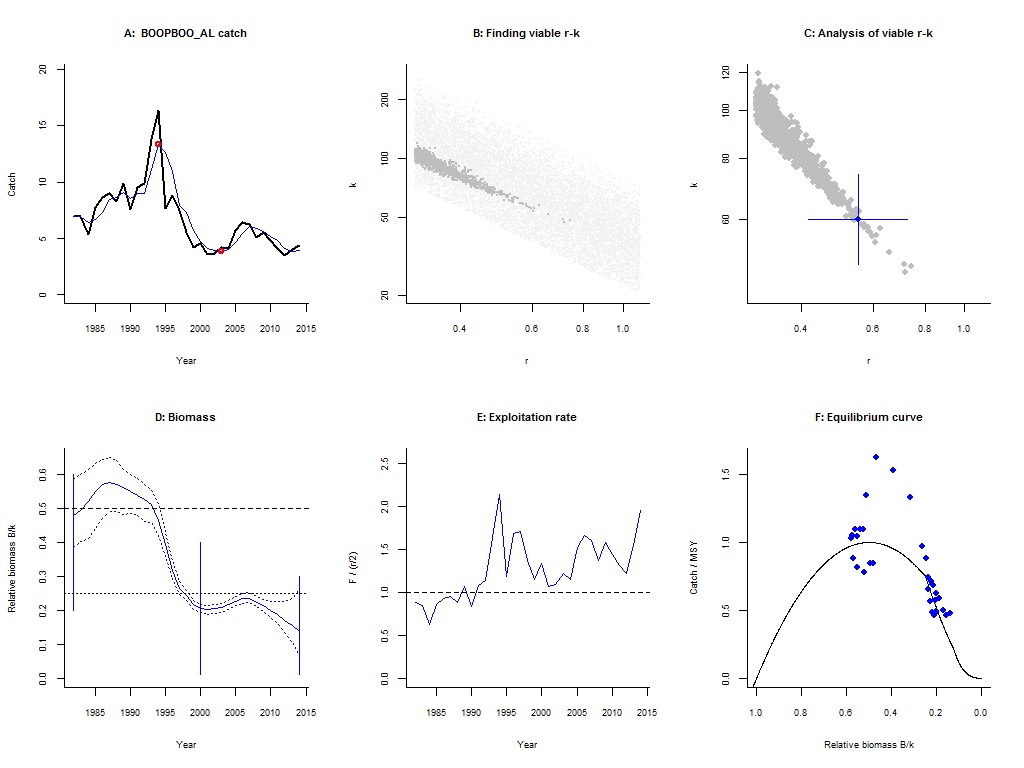 A: BOOPBOO_AL catch
Catch
0
5
10
15
20
1985 1990 1995 2000 2005 2010 2015
Year
B: Finding viable r-k
k
20
50
100
200
0.4 0.6 0.8 1.0
r
C: Analysis of viable r-k
k
60
80
100
120
0.4 0.6 0.8 1.0
r
D: Biomass
Relative biomass B/k
0.0 0.1 0.2 0.3 0.4 0.5 0.6
1985 1990 1995 2000 2005 2010 2015
Year
E: Exploitation rate
F / (r/2)
0.0 0.5 1.0 1.5 2.0 2.5
1985 1990 1995 2000 2005 2010 2015
Year
F: Equilibrium curve
Catch / MSY
0.0 0.5 1.0 1.5
1.0 0.8 0.6 0.4 0.2 0.0
Relative biomass B/k